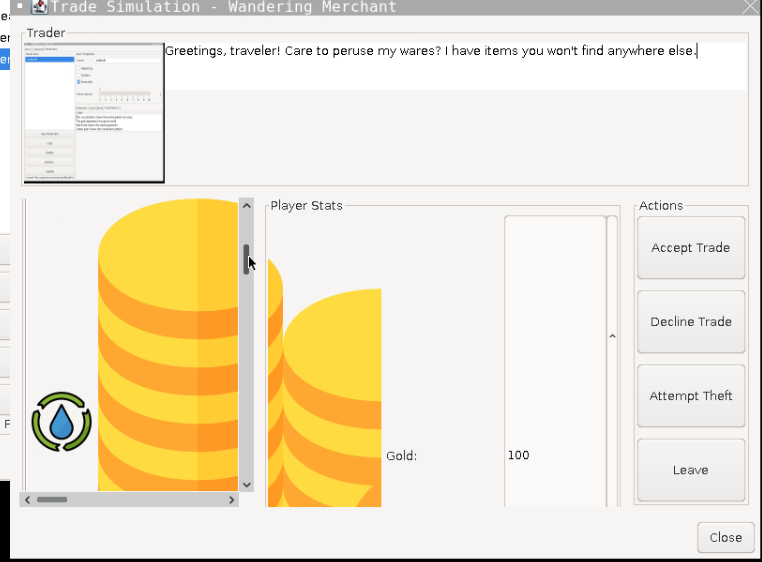 Trade Simulation - Wandering Merchant
Trader
Greetings, traveler! Care to peruse my wares? I have items you won't find anywhere else.
Player Stats
Gold:
100
Actions
Accept Trade
Decline Trade
Attempt Theft
Leave
Close